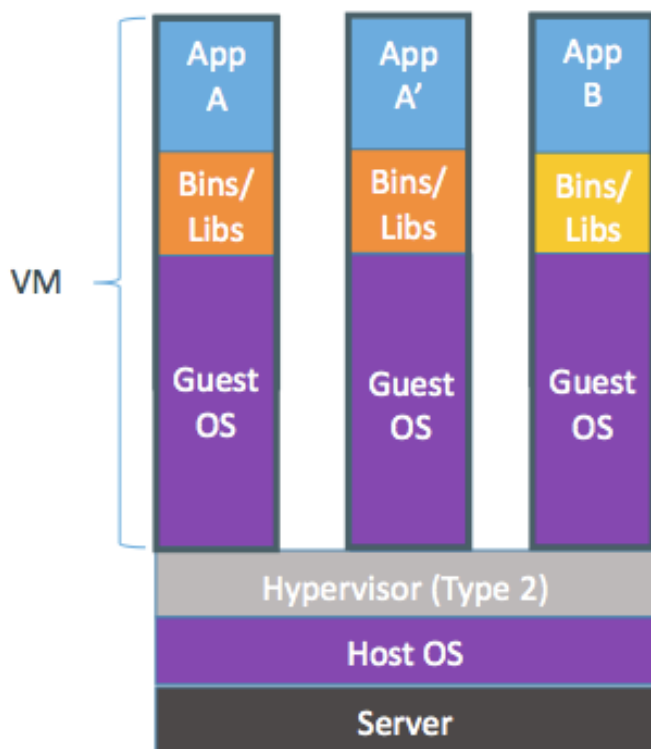 App
A
App
A’
App
B
Bins/
Libs
Bins/
Libs
Bins/
Libs
VM
Guest
OS
Guest
OS
Guest
OS
Hypervisor (Type 2)
Host OS
Server